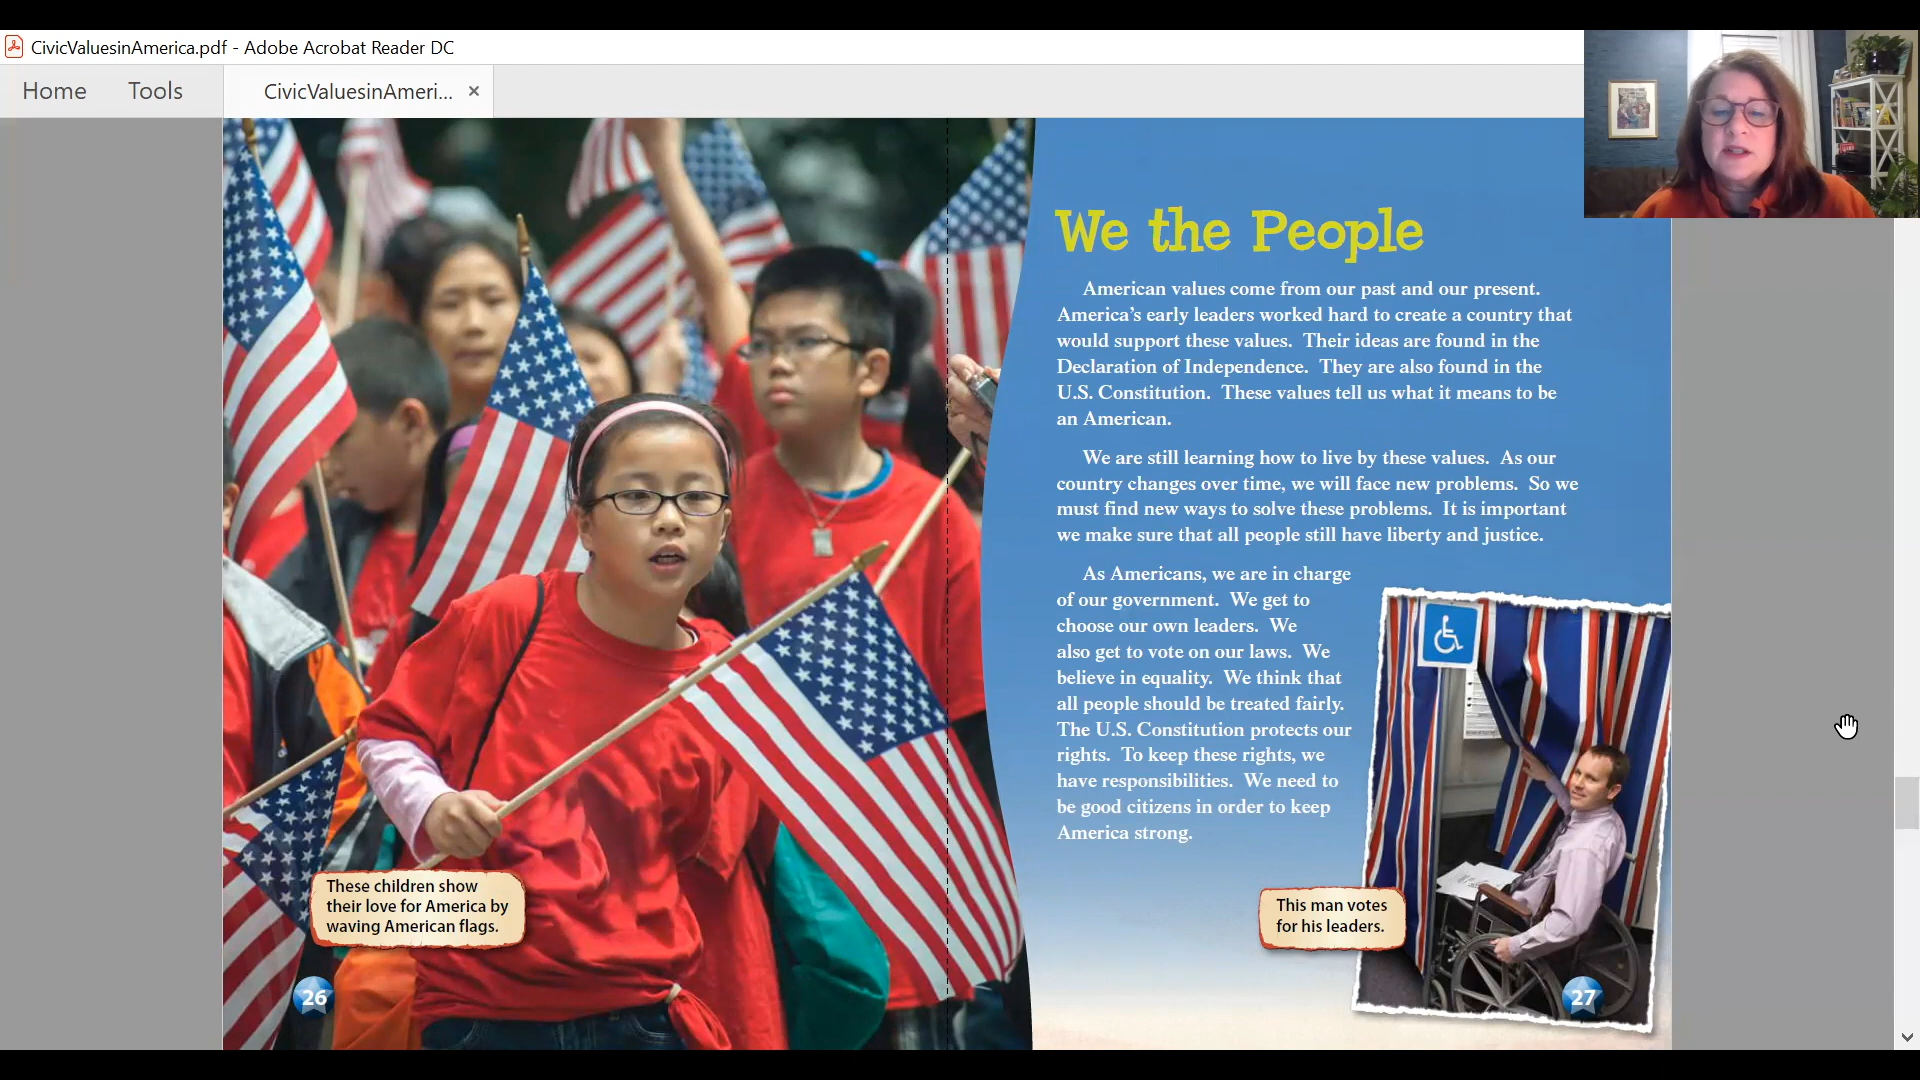 CivicValuesinAmerica.pdf - Adobe Acrobat Reader DC
Home
Tools
CivicValuesinAmeri...
We the People
American values come from our past and our present.
America's early leaders worked hard to create a country that
would support these values. Their ideas are found in the
Declaration of Independence. They are also found in the
U.S. Constitution. These values tell us what it means to be
an American.
We are still learning how to live by these values. As our
country changes over time, we will face new problems. So we
must find new ways to solve these problems. It is important
we make sure that all people still have liberty and justice.
As Americans, we are in charge
of our government. We get to
choose our own leaders. We
also get to vote on our laws. We
believe in equality. We think that
all people should be treated fairly.
The U.S. Constitution protects our
rights. To keep these rights, we
have responsibilities. We need to
be good citizens in order to keep
America strong.
These children show
their love for America by
waving American flags.
This man votes
for his leaders.
26
27